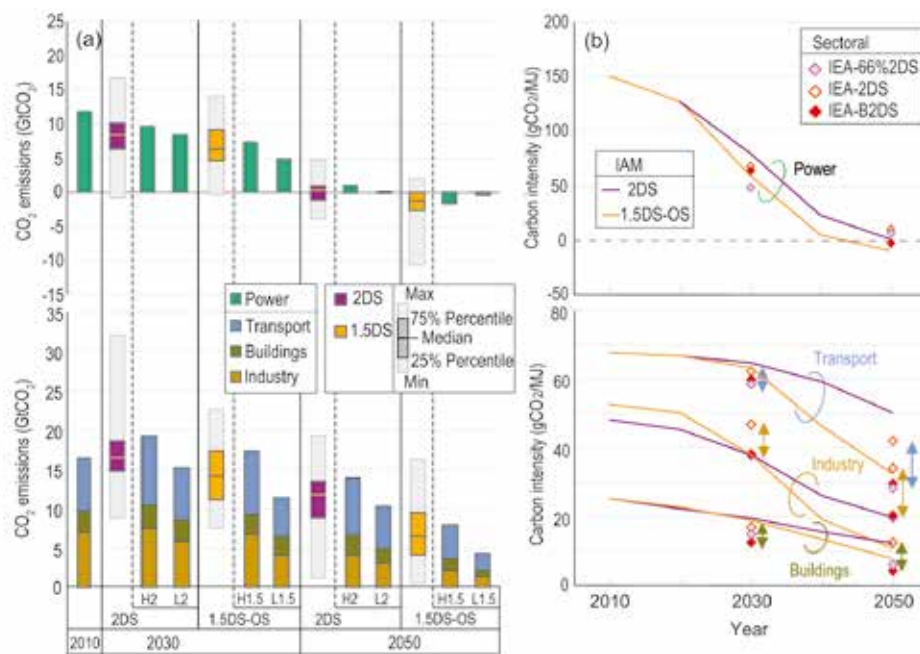 (a)
CO2 emissions (GtCO2)
25
20
15
10
5
0
-5
10
15
Power
Transport
Buildings
Industry
2DS
1.5DS
Max
75% Percentile
Median
25% Percentile
Min
CO2 emissions (GtCO2)
35
30
25
20
15
10
5
0
H2 L2 H1.5 L1.5 H2 L2 H1.5 L1.5
2DS 1.5DS-OS 2DS 1.5DS-OS
2010 2030 2050
(b)
Carbon intensity (gCO2/MJ)
200
150
100
50
0
-50
Sectoral
IEA-66%2DS
IEA-2DS
IEA-B2DS
IAM
2DS
1.5DS-OS
Power
Carbon intensity (gCO2/MJ)
80
60
40
20
0
Transport
Industry
Buildings
2010 2030 2050
Year